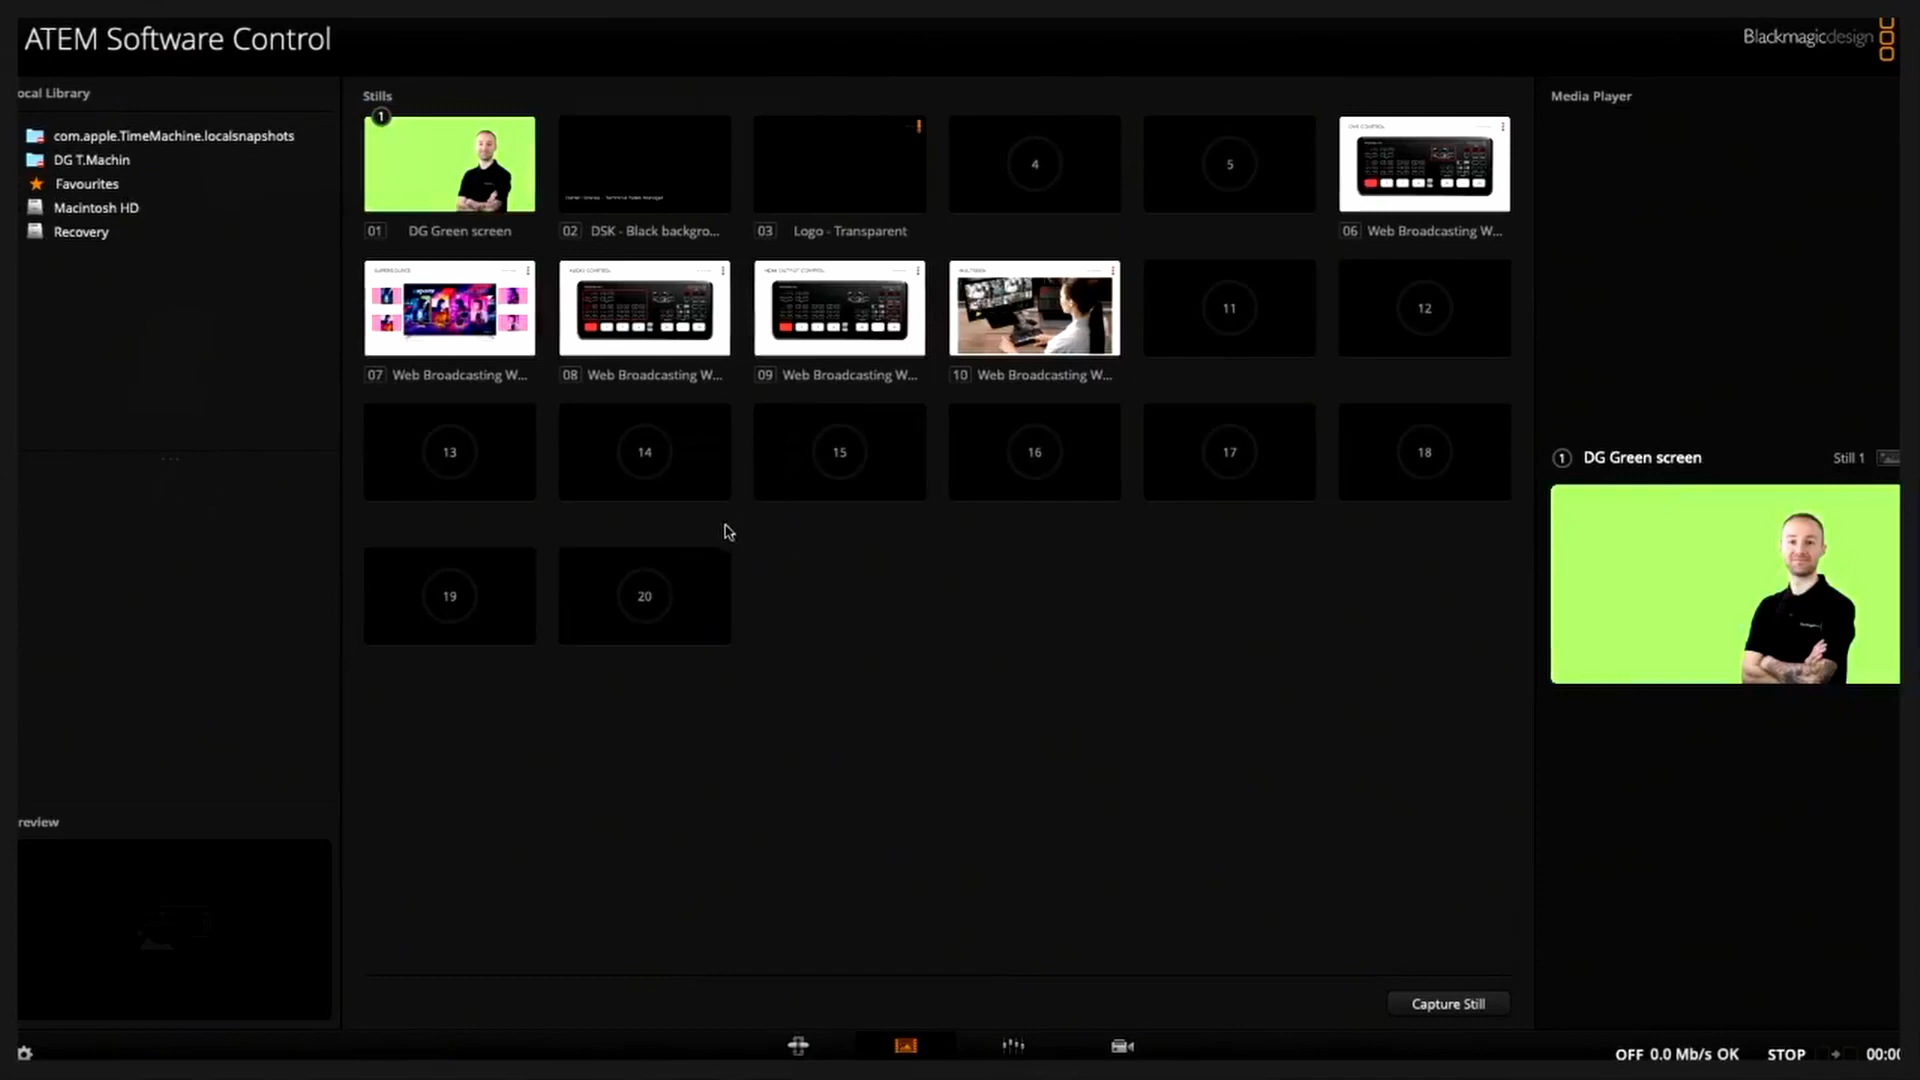 ATEM Software Control
Blackmagicdesign
ocal Library
com.apple.TimeMachine.localsnapshots
DG T.Machin
Favourites
Macintosh HD
Recovery
Stills
1
01 DG Green screen
02 DSK - Black backgro...
03 Logo - Transparent
4
5
06 Web Broadcasting W...
07 Web Broadcasting W...
08 Web Broadcasting W...
09 Web Broadcasting W...
10 Web Broadcasting W...
11
12
13
14
15
16
17
18
19
20
Media Player
1 DG Green screen
Still 1
review
Capture Still
OFF 0.0 Mb/s OK
STOP
00:00